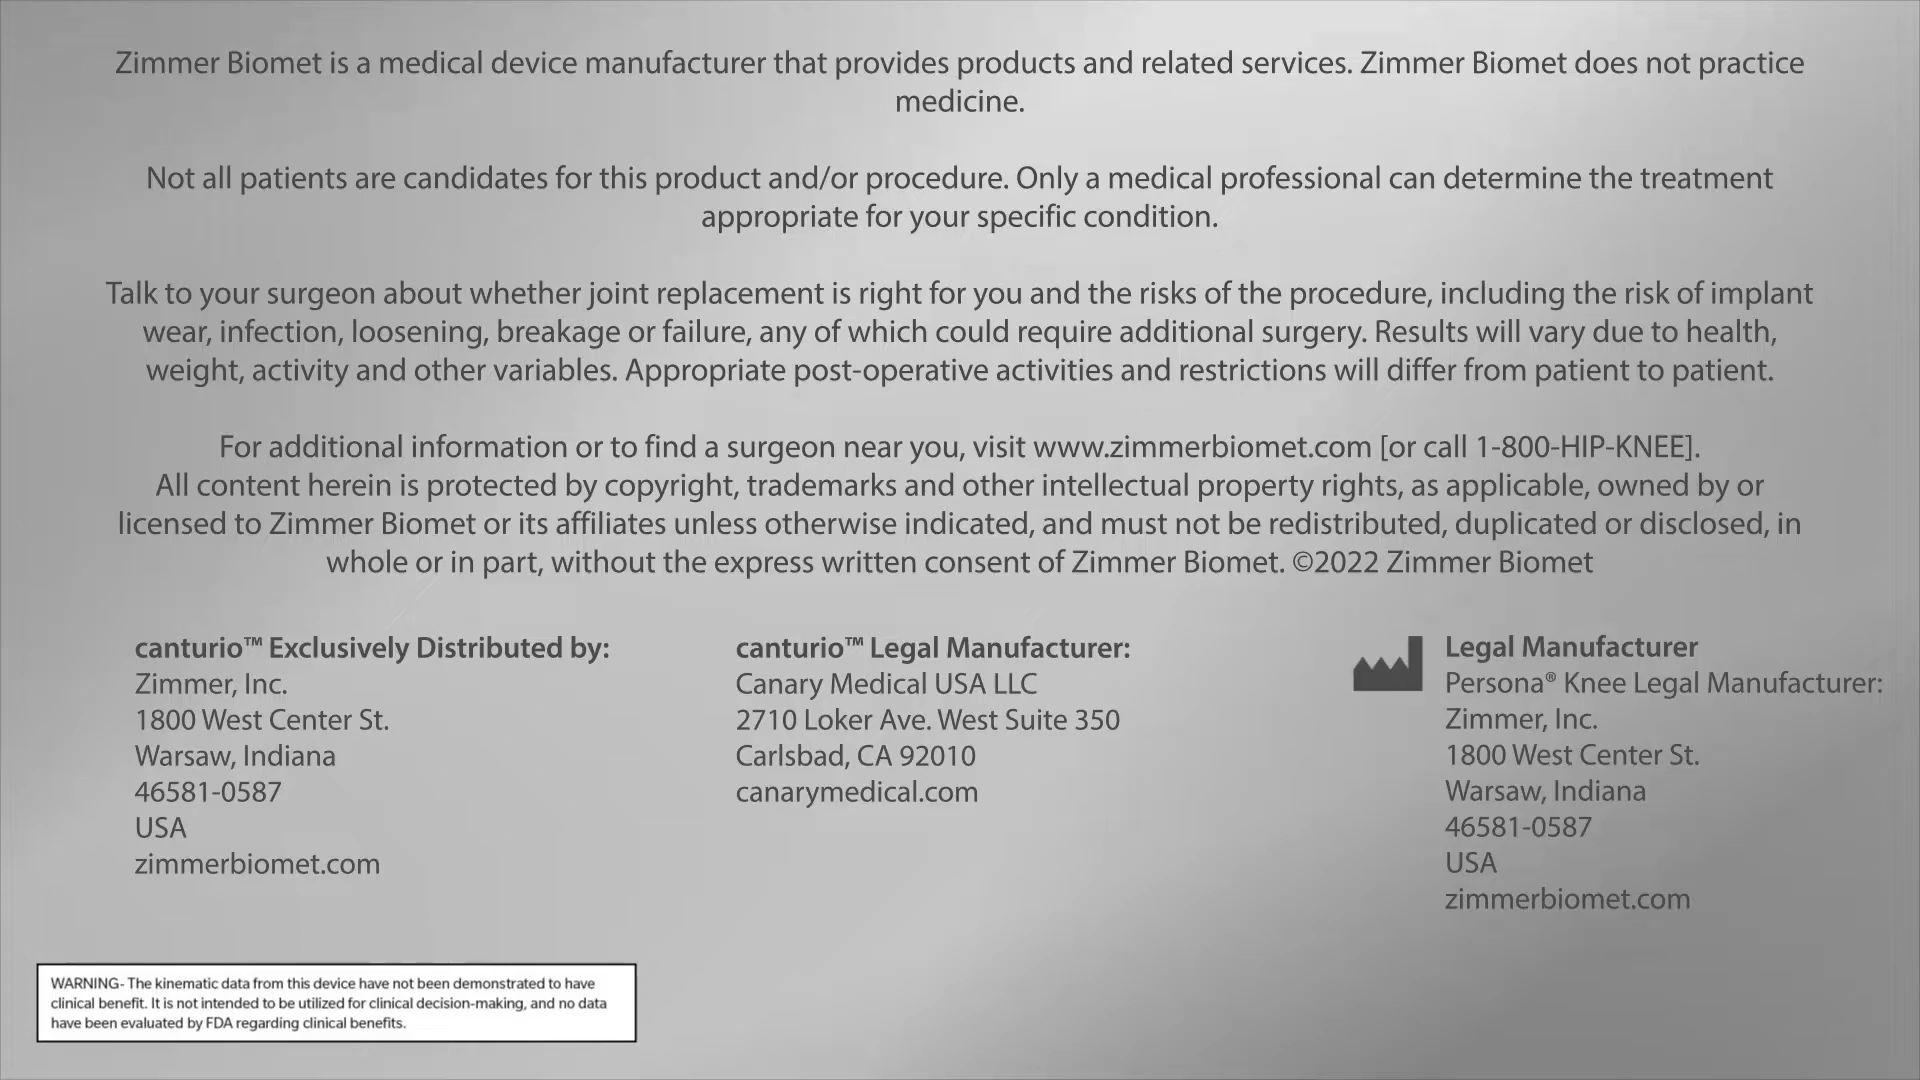 Zimmer Biomet is a medical device manufacturer that provides products and related services. Zimmer Biomet does not practice
medicine.
Not all patients are candidates for this product and/or procedure. Only a medical professional can determine the treatment
appropriate for your specific condition.
Talk to your surgeon about whether joint replacement is right for you and the risks of the procedure, including the risk of implant
wear, infection, loosening, breakage or failure, any of which could require additional surgery. Results will vary due to health,
weight, activity and other variables. Appropriate post-operative activities and restrictions will differ from patient to patient.
For additional information or to find a surgeon near you, visit www.zimmerbiomet.com [or call 1-800-HIP-KNEE].
All content herein is protected by copyright, trademarks and other intellectual property rights, as applicable, owned by or
licensed to Zimmer Biomet or its affiliates unless otherwise indicated, and must not be redistributed, duplicated or disclosed, in
whole or in part, without the express written consent of Zimmer Biomet. ©2022 Zimmer Biomet
canturio™ Exclusively Distributed by:
Zimmer, Inc.
1800 West Center St.
Warsaw, Indiana
46581-0587
USA
zimmerbiomet.com
canturio™ Legal Manufacturer:
Canary Medical USA LLC
2710 Loker Ave. West Suite 350
Carlsbad, CA 92010
canarymedical.com
Legal Manufacturer
Persona® Knee Legal Manufacturer:
Zimmer, Inc.
1800 West Center St.
Warsaw, Indiana
46581-0587
USA
zimmerbiomet.com
WARNING- The kinematic data from this device have not been demonstrated to have
clinical benefit. It is not intended to be utilized for clinical decision-making, and no data
have been evaluated by FDA regarding clinical benefits.